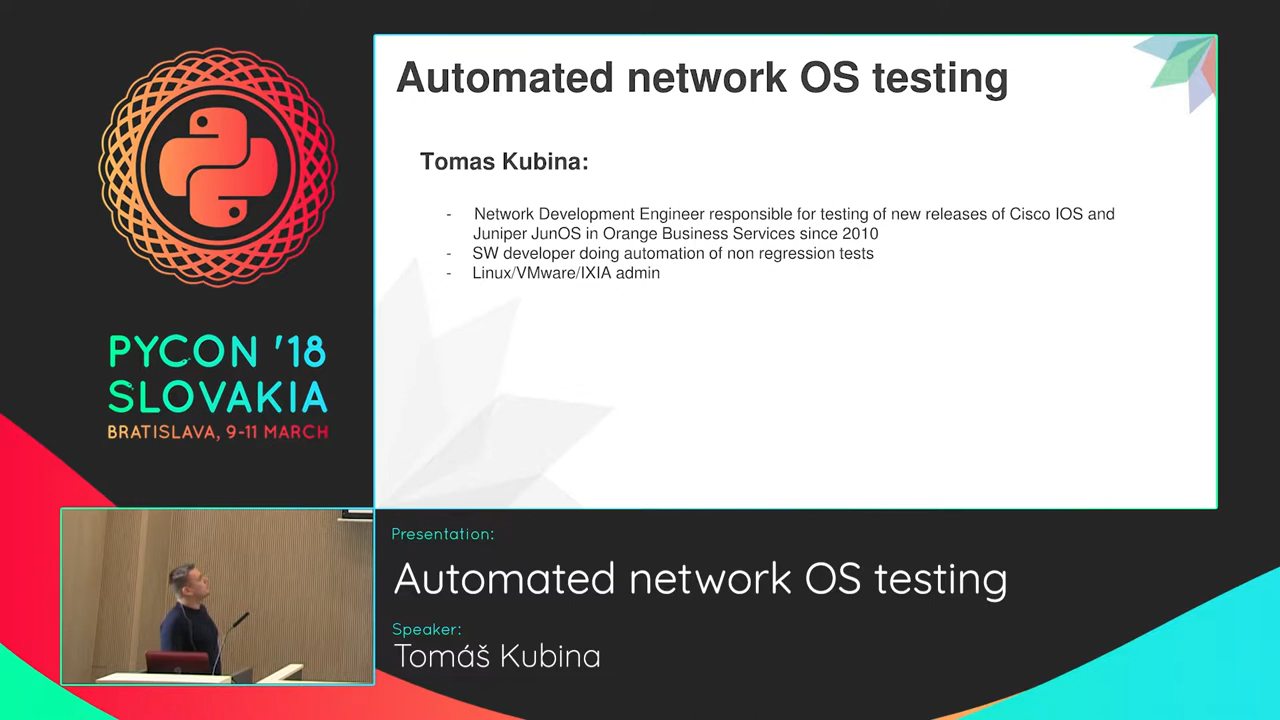 Automated network OS testing
Tomas Kubina:
- Network Development Engineer responsible for testing of new releases of Cisco IOS and
Juniper JunOS in Orange Business Services since 2010
- SW developer doing automation of non regression tests
- Linux/VMware/IXIA admin
PYCON '18
SLOVAKIA
BRATISLAVA, 9-11 MARCH
Presentation:
Automated network OS testing
Speaker:
Tomáš Kubina